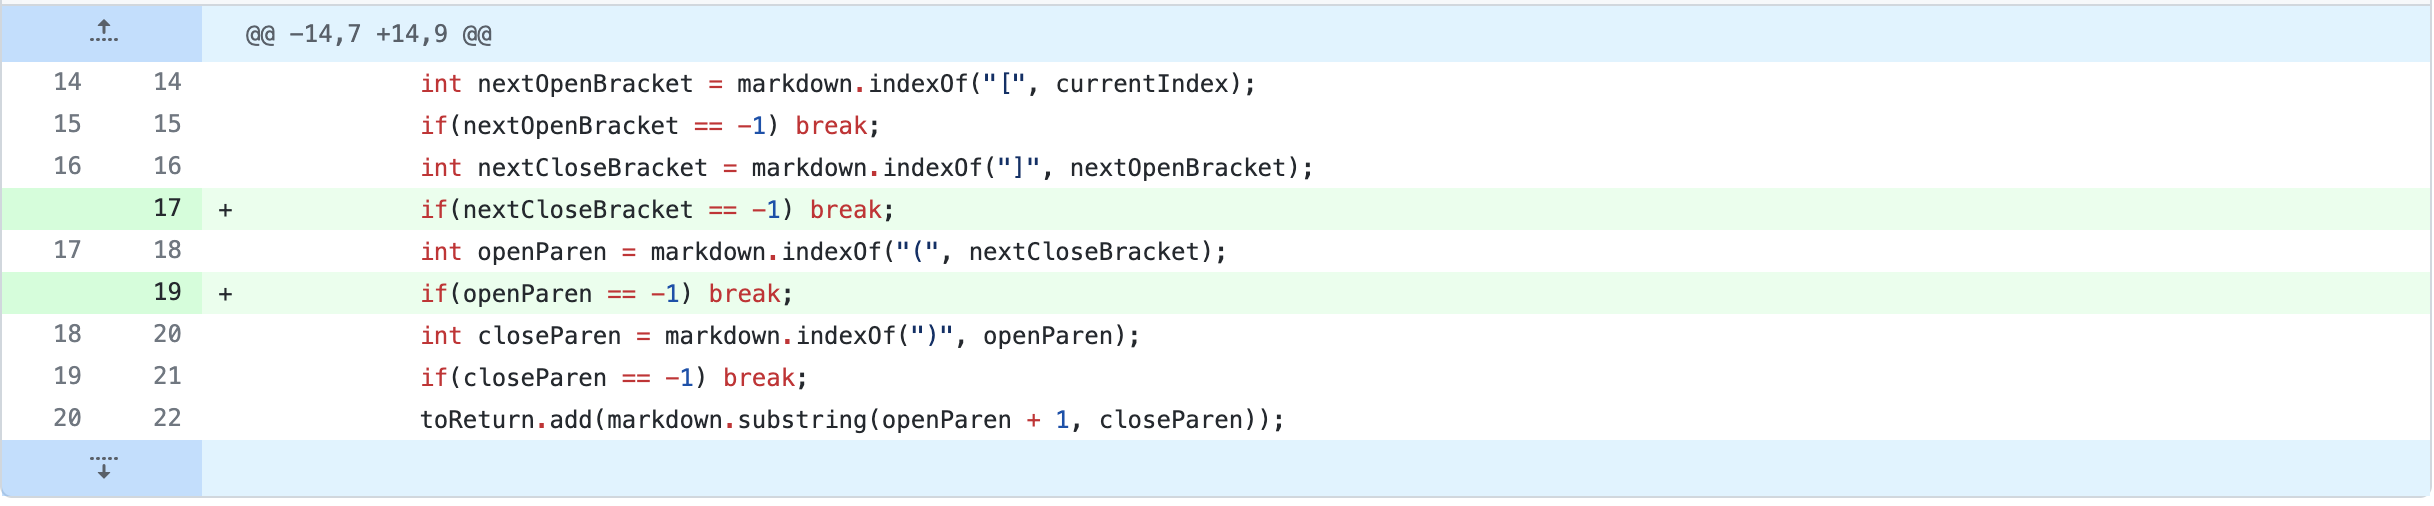 @@ -14,7 +14,9 @@
14 14 int nextOpenBracket = markdown.indexOf("[", currentIndex);
15 15 if(nextOpenBracket == -1) break;
16 16 int nextCloseBracket = markdown.indexOf("]", nextOpenBracket);
17 + if(nextCloseBracket == -1) break;
17 18 int openParen = markdown.indexOf("(", nextCloseBracket);
19 + if(openParen == -1) break;
18 20 int closeParen = markdown.indexOf(")", openParen);
19 21 if(closeParen == -1) break;
20 22 toReturn.add(markdown.substring(openParen + 1, closeParen));